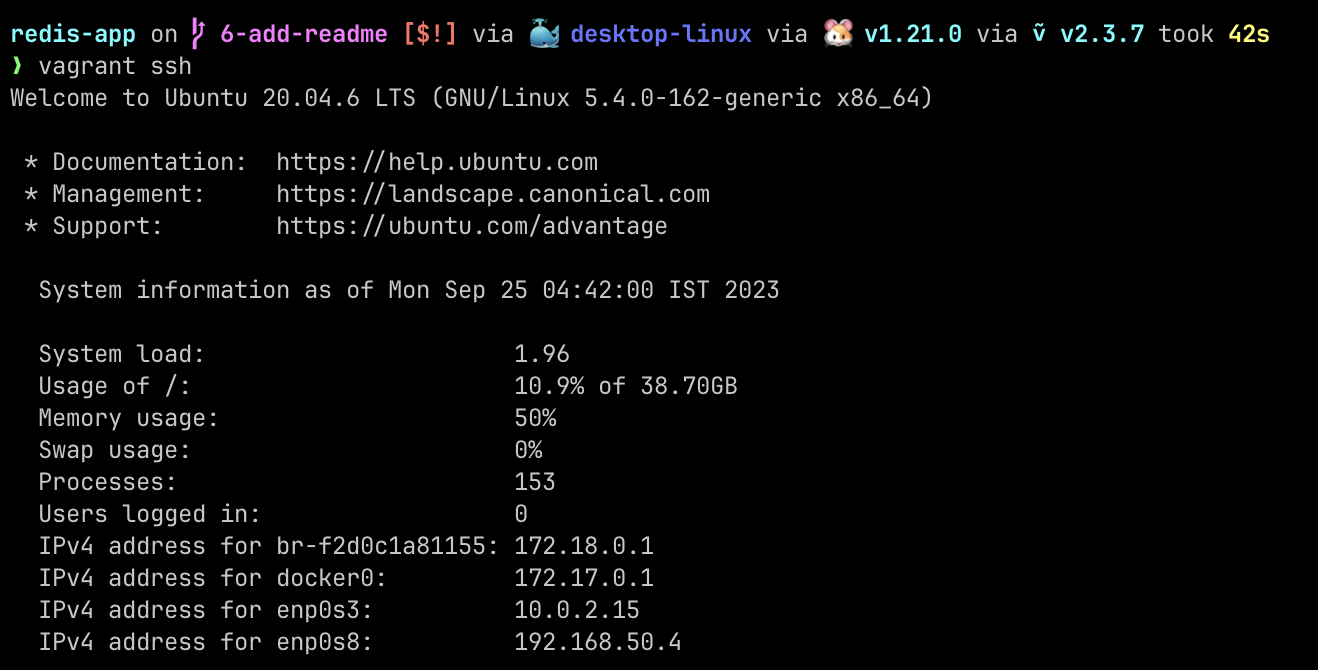 redis-app on 6-add-readme [$!] via 🐳 desktop-linux via 🐹 v1.21.0 via ṽ v2.3.7 took 42s
❯ vagrant ssh
Welcome to Ubuntu 20.04.6 LTS (GNU/Linux 5.4.0-162-generic x86_64)
* Documentation:  https://help.ubuntu.com
* Management:     https://landscape.canonical.com
* Support:        https://ubuntu.com/advantage
System information as of Mon Sep 25 04:42:00 IST 2023
System load:                      1.96
Usage of /:                       10.9% of 38.70GB
Memory usage:                     50%
Swap usage:                       0%
Processes:                        153
Users logged in:                  0
IPv4 address for br-f2d0c1a81155: 172.18.0.1
IPv4 address for docker0:         172.17.0.1
IPv4 address for enp0s3:          10.0.2.15
IPv4 address for enp0s8:          192.168.50.4